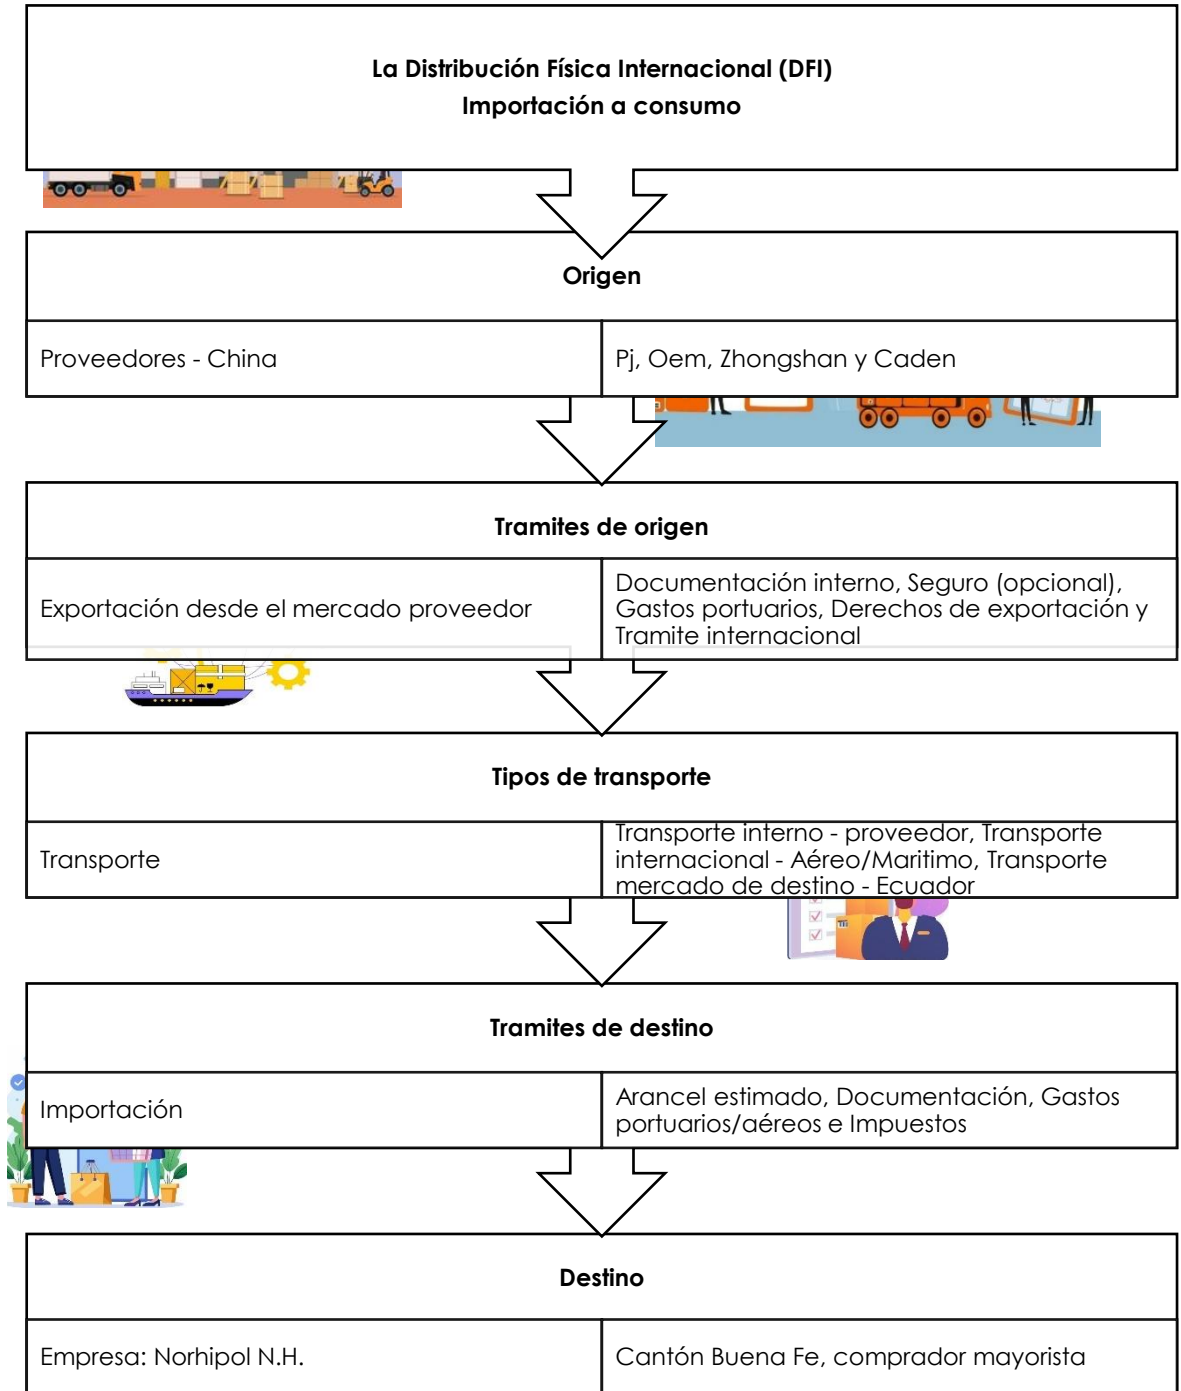 La Distribución Física Internacional (DFI)
Importación a consumo
Origen
Proveedores - China
Pj, Oem, Zhongshan y Caden
Tramites de origen
Exportación desde el mercado proveedor
Documentación interno, Seguro (opcional),
Gastos portuarios, Derechos de exportación y
Tramite internacional
Tipos de transporte
Transporte
Transporte interno - proveedor, Transporte
internacional - Aéreo/Maritimo, Transporte
mercado de destino - Ecuador
Tramites de destino
Importación
Arancel estimado, Documentación, Gastos
portuarios/aéreos e Impuestos
Destino
Empresa: Norhipol N.H.
Cantón Buena Fe, comprador mayorista